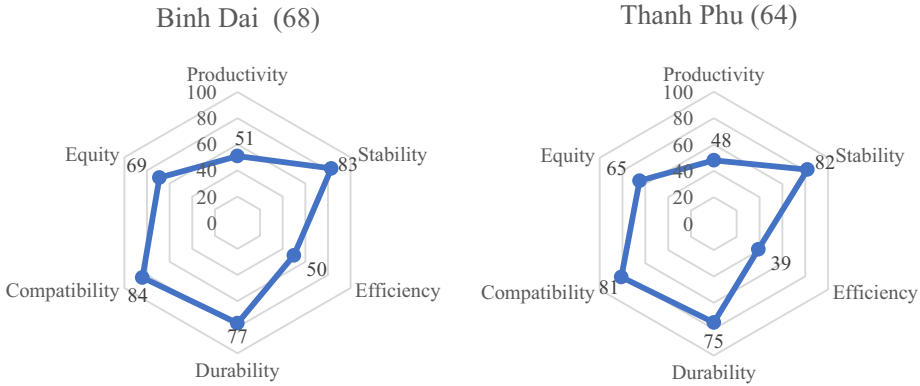 Binh Dai (68)
Productivity
100
80
60
40
20
0
51
83
50
77
84
69
Stability
Efficiency
Durability
Compatibility
Equity
Thanh Phu (64)
Productivity
100
80
60
40
20
0
48
82
39
75
81
65
Stability
Efficiency
Durability
Compatibility
Equity